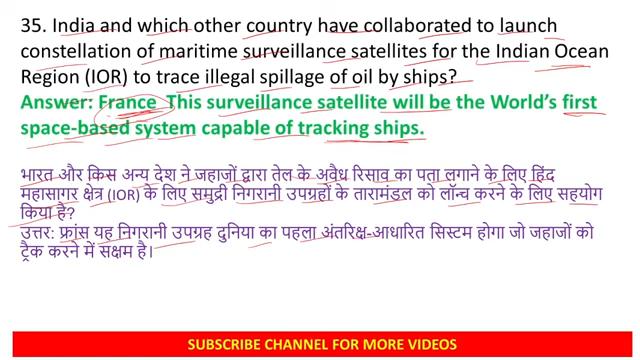 35. India and which other country have collaborated to launch
constellation of maritime surveillance satellites for the Indian Ocean
Region (IOR) to trace illegal spillage of oil by ships?
Answer: France This surveillance satellite will be the World's first
space-based system capable of tracking ships.
भारत और किस अन्य देश ने जहाजों द्वारा तेल के अवैध रिसाव का पता लगाने के लिए हिंद
महासागर क्षेत्र (IOR) के लिए समुद्री निगरानी उपग्रहों के तारामंडल को लॉन्च करने के लिए सहयोग
किया है?
उत्तर: फ्रांस यह निगरानी उपग्रह दुनिया का पहला अंतरिक्ष-आधारित सिस्टम होगा जो जहाजों को
ट्रैक करने में सक्षम है।
SUBSCRIBE CHANNEL FOR MORE VIDEOS